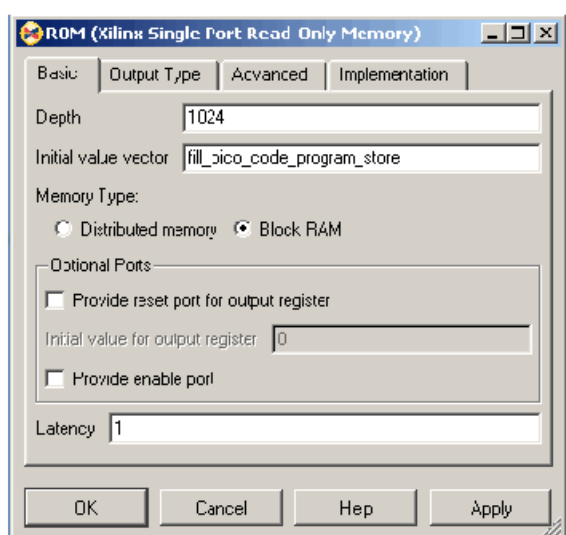 ROM (Xilinx Single Port Read-Only Memory)
Basic Output Type Advanced Implementation
Depth 1024
Initial value vector fill_pico_code_program_store
Memory Type:
Distributed memory Block RAM
Optional Ports
Provide reset port for output register
Initial value for output register 0
Provide enable port
Latency 1
OK Cancel Help Apply